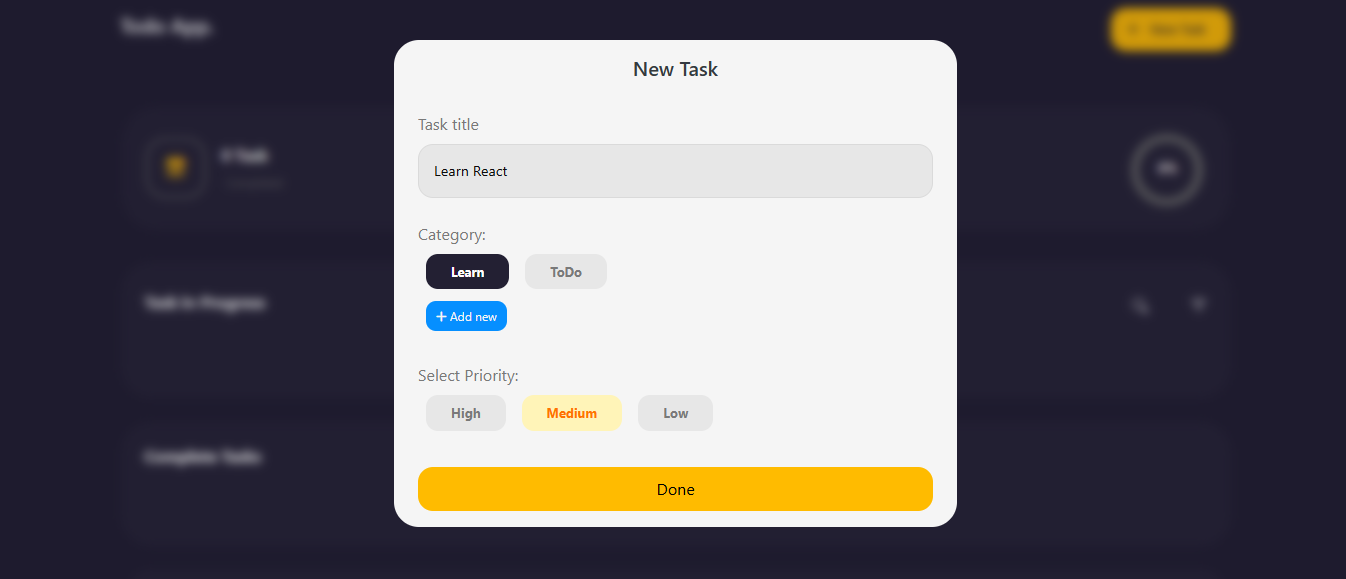 Todo App.
New Task
Task title
Learn React
Category:
Learn ToDo
+ Add new
Task In Progress
Select Priority:
High Medium Low
Complete Tasks
Done